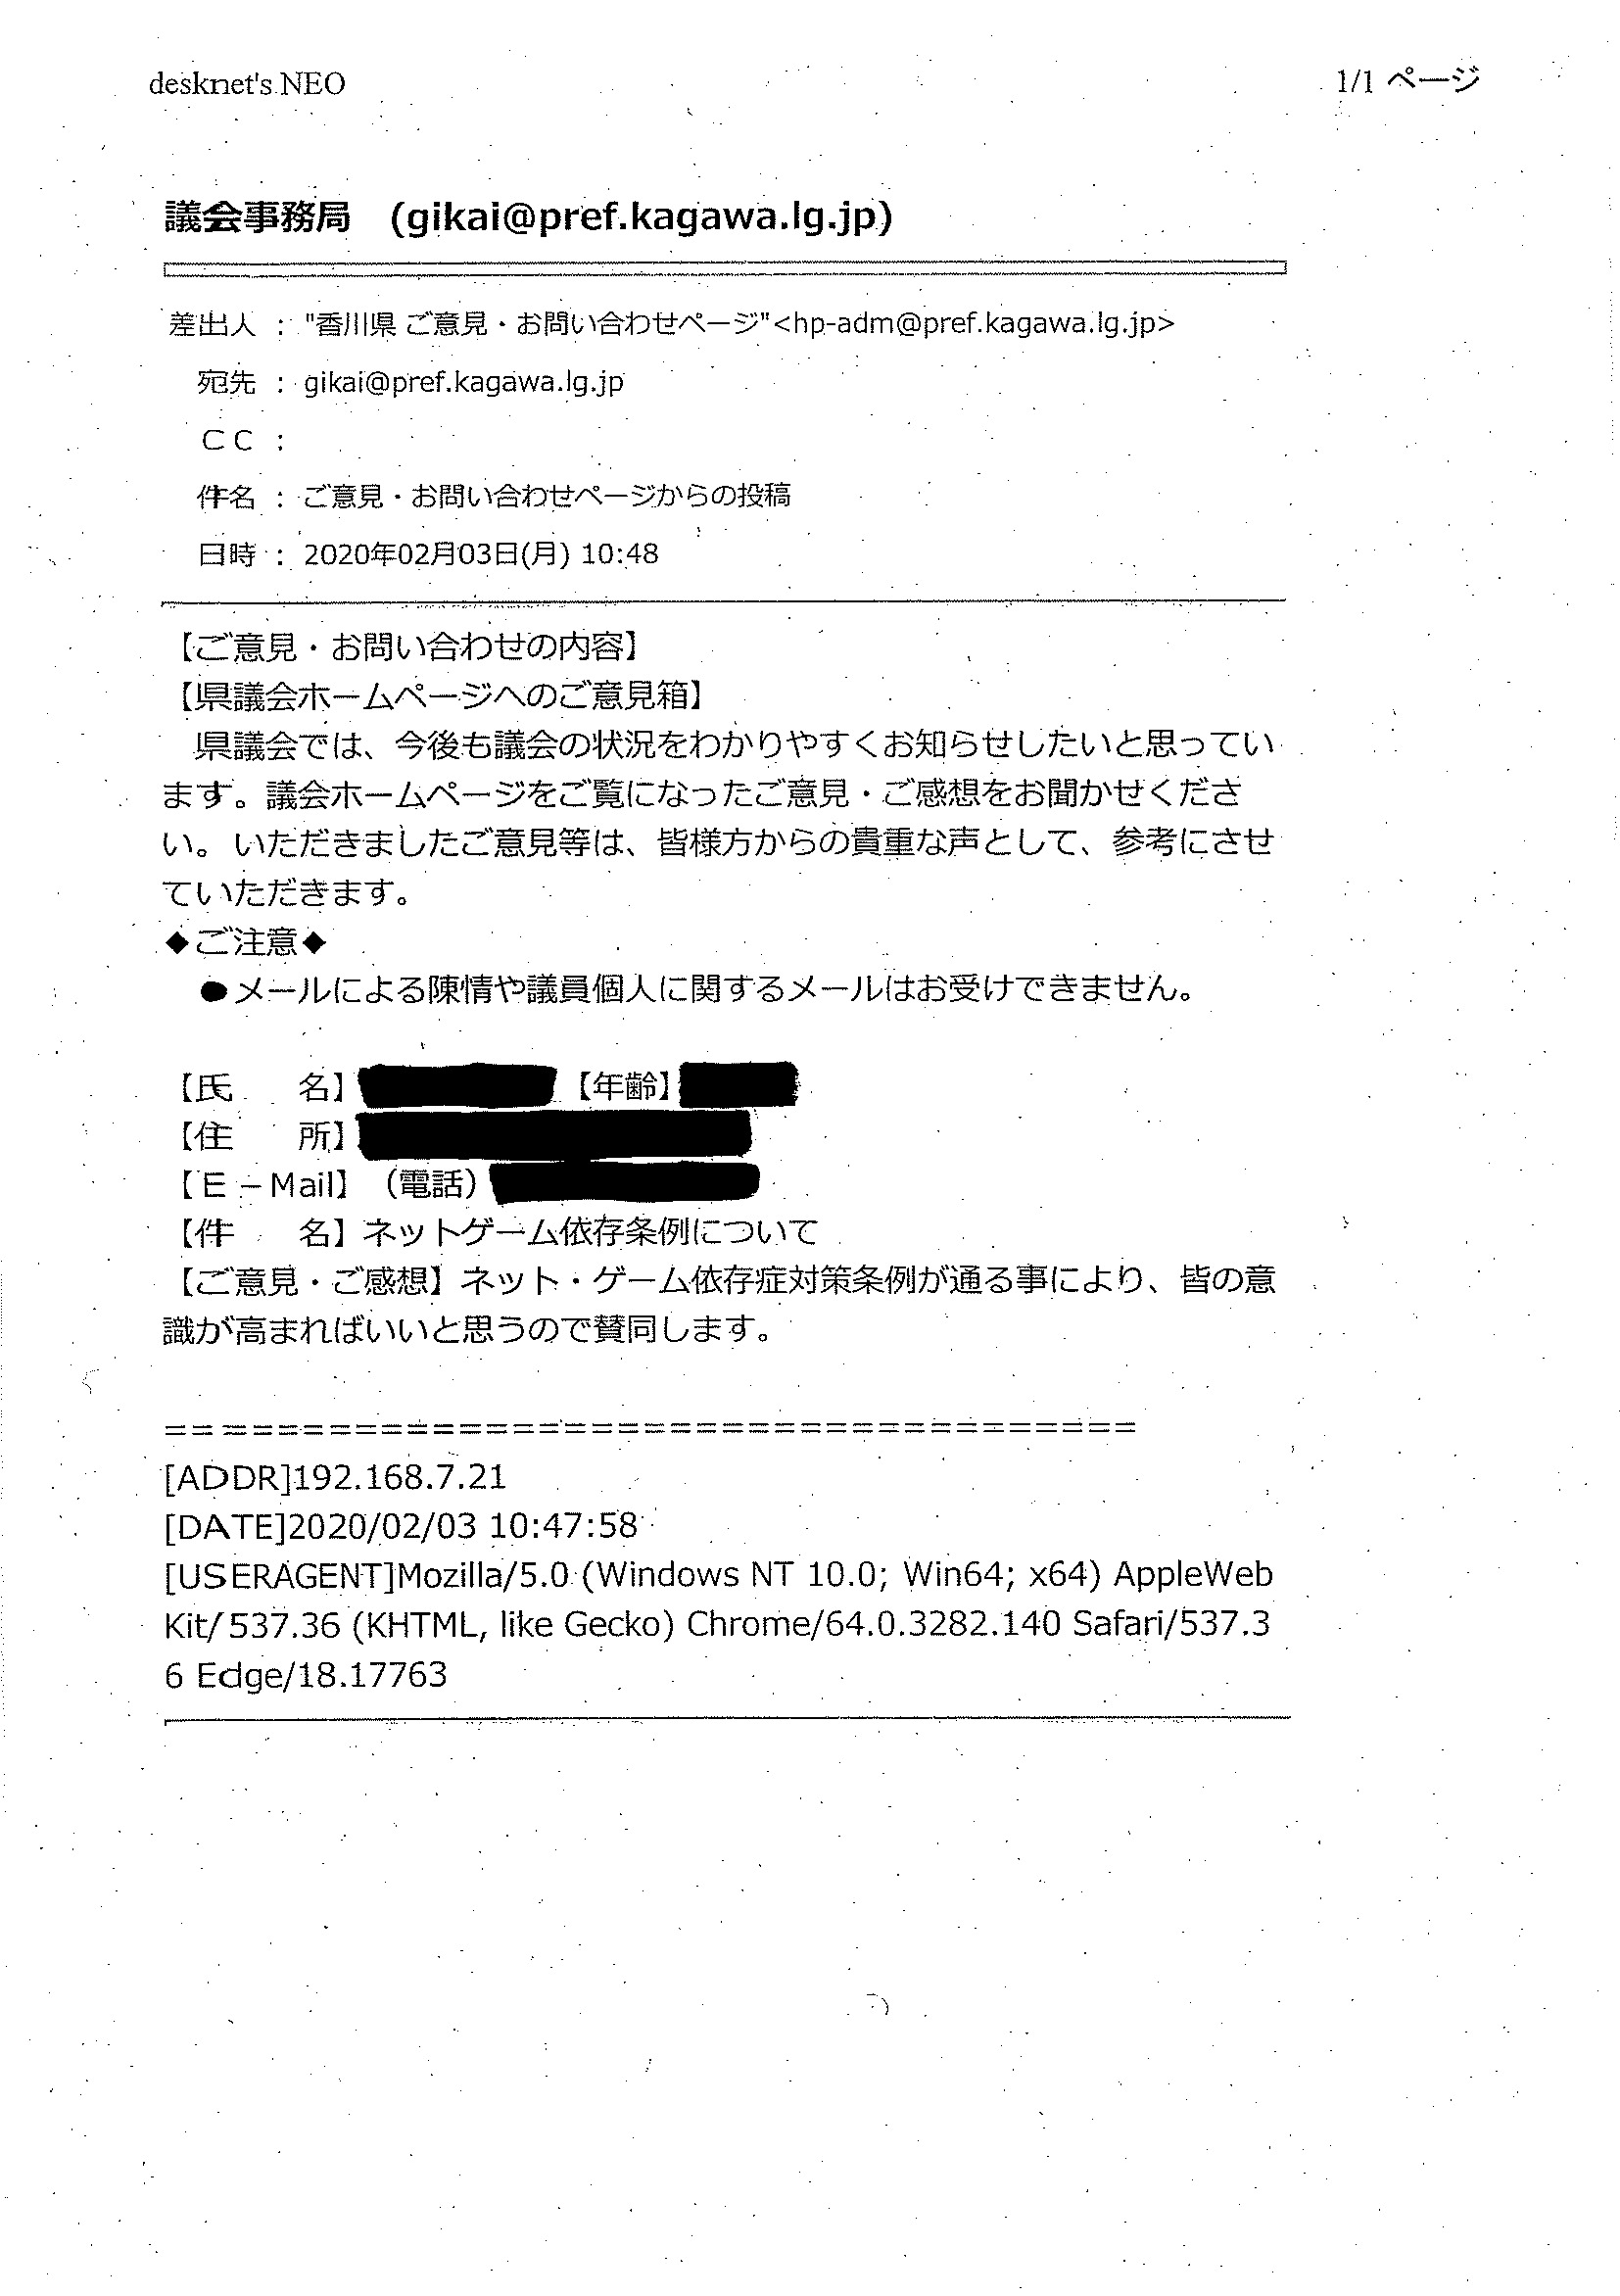 desknet's NEO
1/1 ページ
議会事務局 (gikai@pref.kagawa.lg.jp)
差出人 : "香川県 ご意見・お問い合わせページ"<hp-adm@pref.kagawa.lg.jp>
宛先 : gikai@pref.kagawa.lg.jp
ＣＣ :
件名 : ご意見・お問い合わせページからの投稿
日時 : 2020年02月03日(月) 10:48
【ご意見・お問い合わせの内容】
【県議会ホームページへのご意見箱】
　県議会では、今後も議会の状況をわかりやすくお知らせしたいと思ってい
ます。議会ホームページをご覧になったご意見・ご感想をお聞かせくださ
い。いただきましたご意見等は、皆様方からの貴重な声として、参考にさせ
ていただきます。
◆ご注意◆
　●メールによる陳情や議員個人に関するメールはお受けできません。
【氏　　名】【年齢】
【住　　所】
【Ｅ－Mail】（電話）
【件　　名】ネットゲーム依存条例について
【ご意見・ご感想】ネット・ゲーム依存症対策条例が通る事により、皆の意
識が高まればいいと思うので賛同します。
=====================================
[ADDR]192.168.7.21
[DATE]2020/02/03 10:47:58
[USERAGENT]Mozilla/5.0 (Windows NT 10.0; Win64; x64) AppleWeb
Kit/537.36 (KHTML, like Gecko) Chrome/64.0.3282.140 Safari/537.3
6 Edge/18.17763